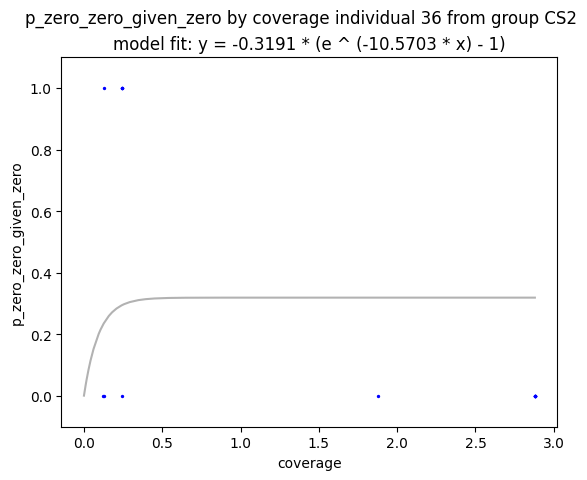 p_zero_zero_given_zero by coverage individual 36 from group CS2
model fit: y = -0.3191 * (e ^ (-10.5703 * x) - 1)
1.0
0.8
0.6
0.4
0.2
0.0
p_zero_zero_given_zero
0.0 0.5 1.0 1.5 2.0 2.5 3.0
coverage